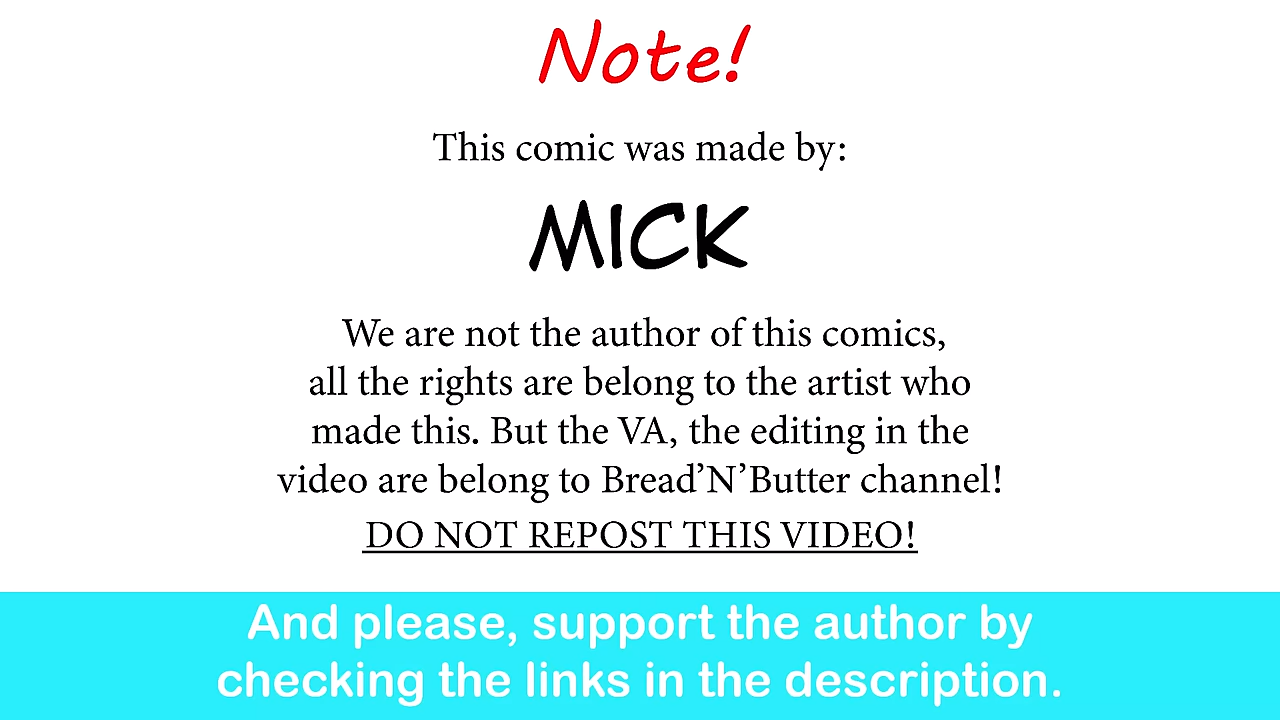 Note!
This comic was made by:
MICK
We are not the author of this comics,
all the rights are belong to the artist who
made this. But the VA, the editing in the
video are belong to Bread’N’Butter channel!
DO NOT REPOST THIS VIDEO!
And please, support the author by
checking the links in the description.